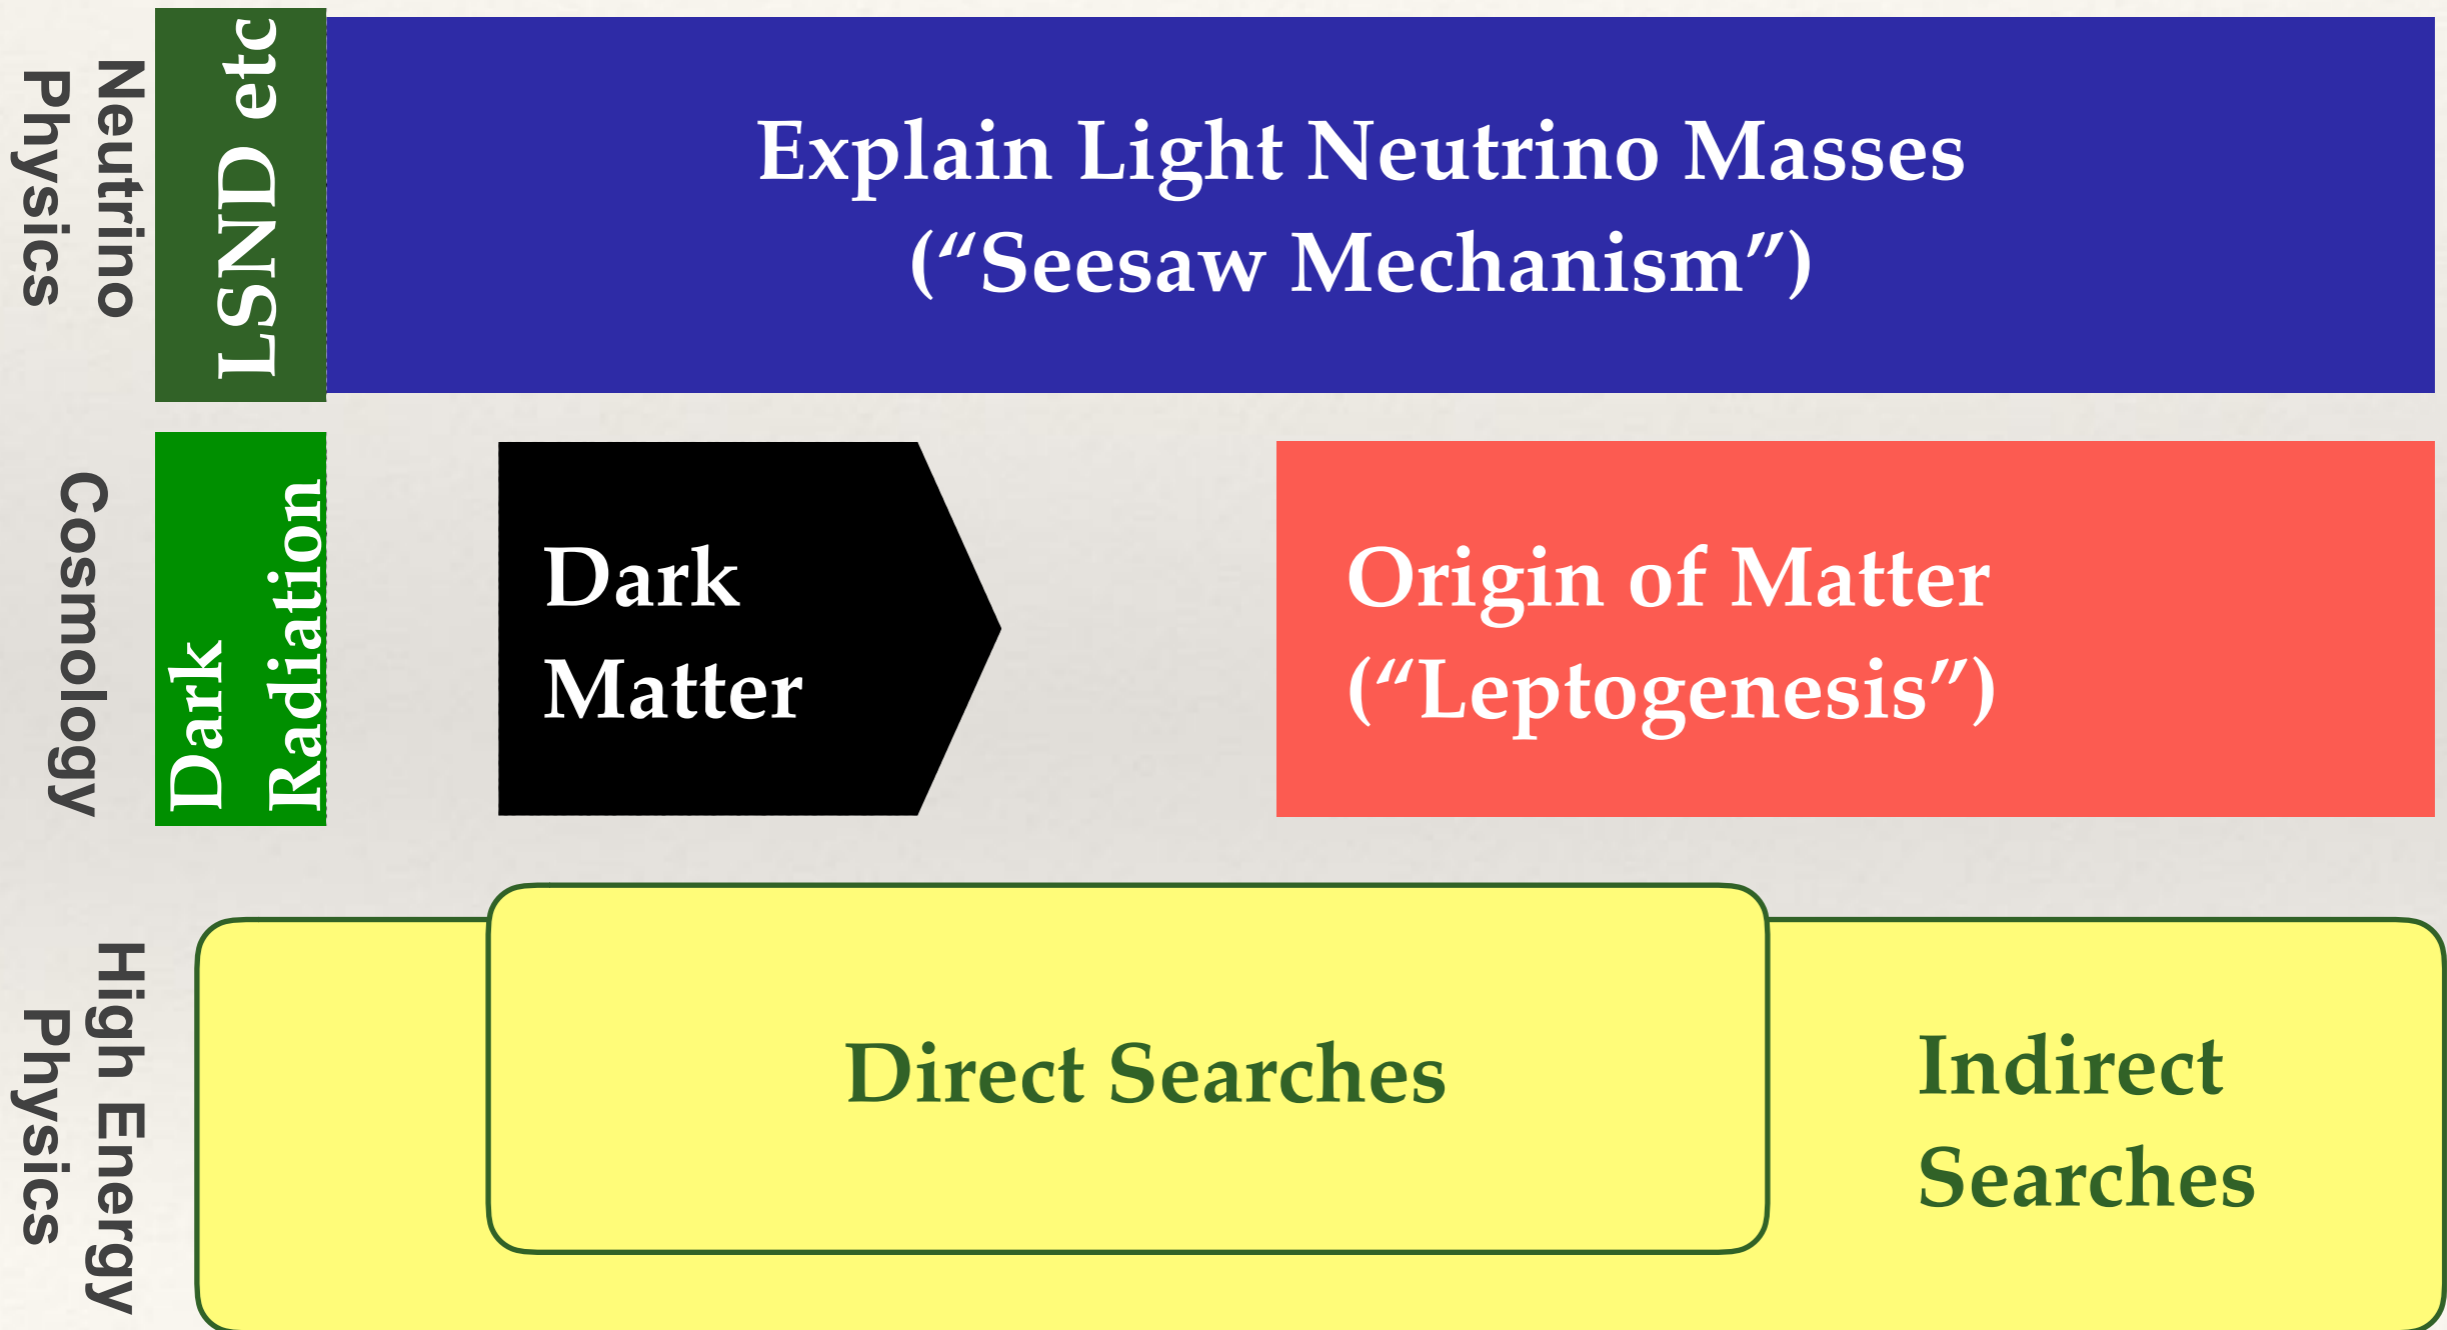 Neutrino
Physics
LSND etc
Explain Light Neutrino Masses
(“Seesaw Mechanism”)
Cosmology
Dark
Radiation
Dark
Matter
Origin of Matter
(“Leptogenesis”)
High Energy
Physics
Direct Searches
Indirect
Searches